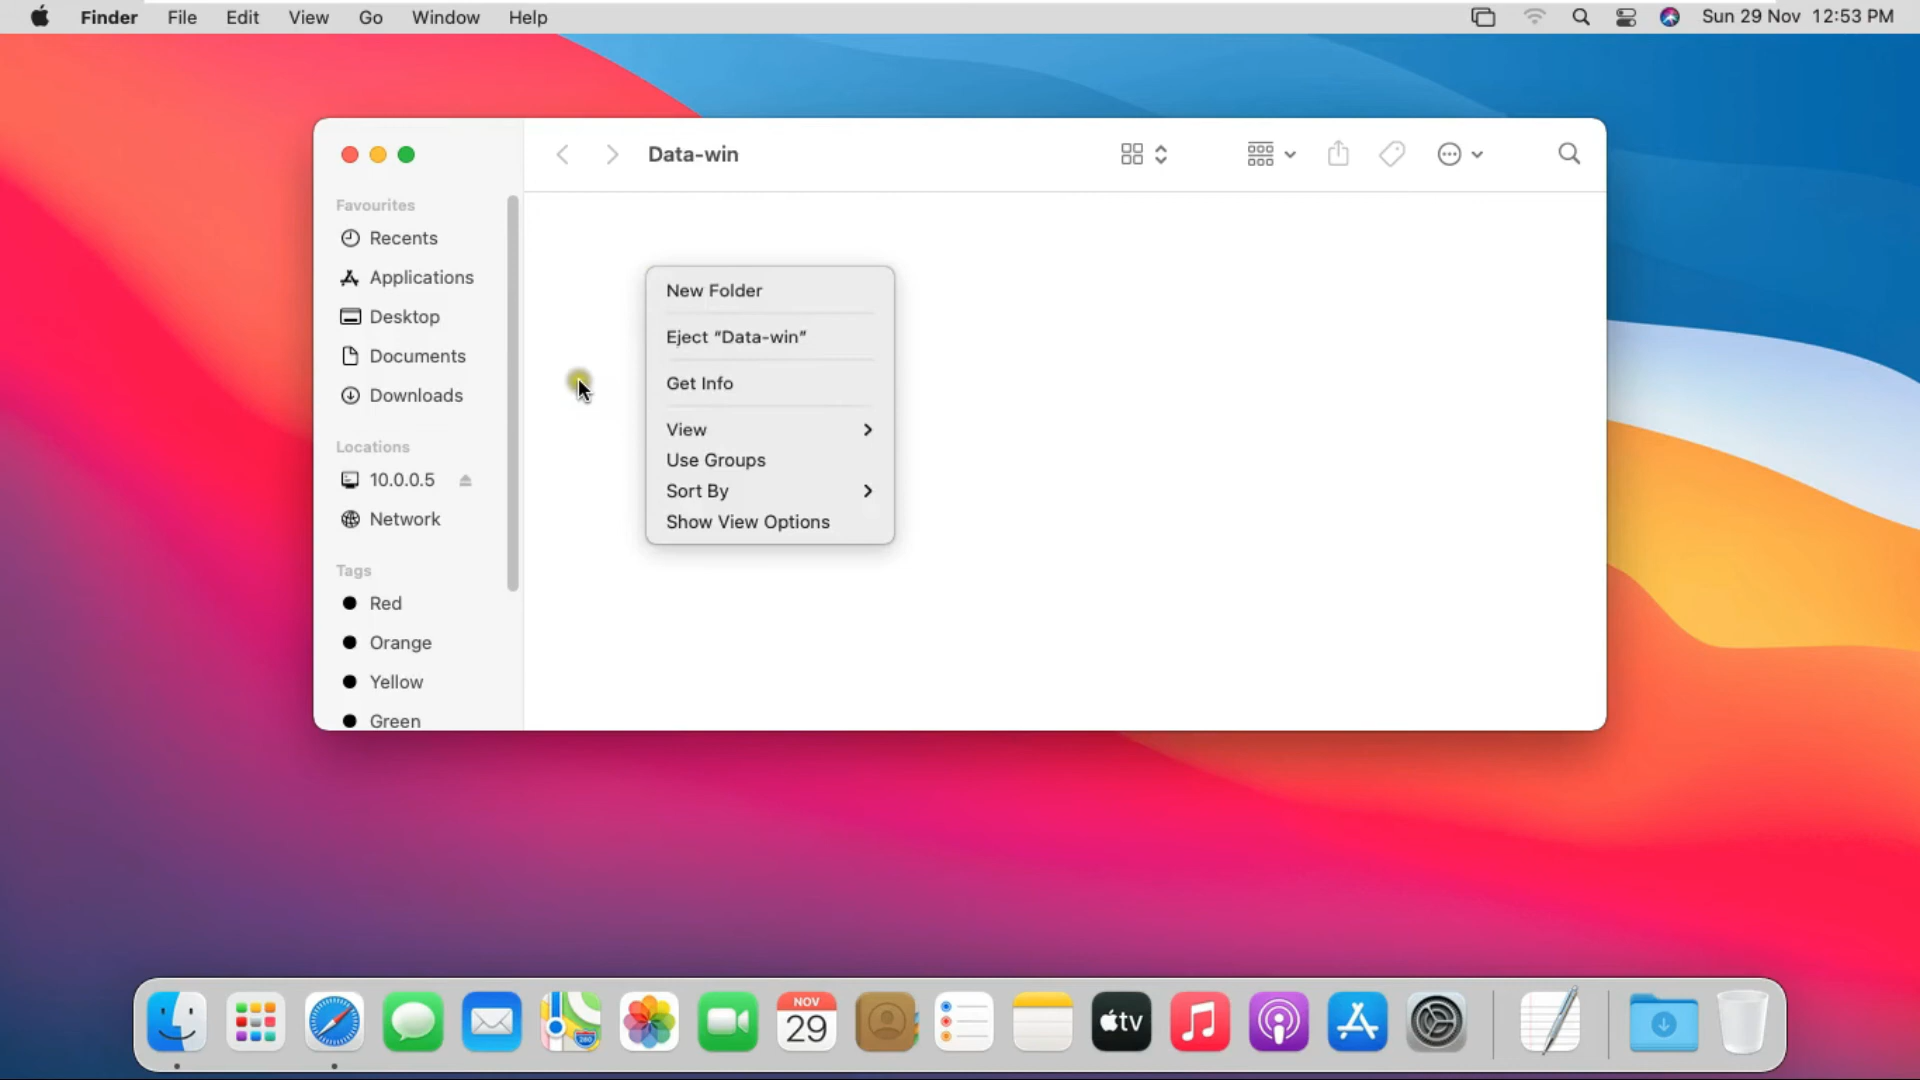 Finder File Edit View Go Window Help Sun 29 Nov 12:53 PM
Data-win
Favourites
Recents
Applications
Desktop
Documents
Downloads
Locations
10.0.0.5
Network
Tags
Red
Orange
Yellow
Green
New Folder
Eject “Data-win”
Get Info
View
Use Groups
Sort By
Show View Options
NOV
29
280
tv